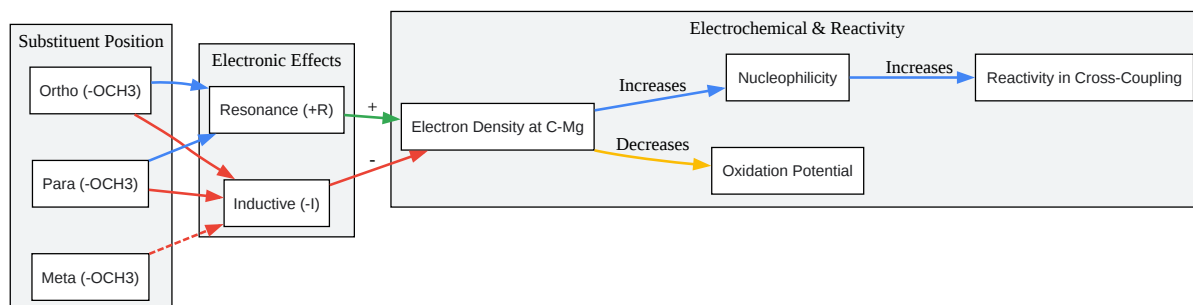 Substituent Position
Ortho (-OCH3)
Para (-OCH3)
Meta (-OCH3)
Electronic Effects
Resonance (+R)
Inductive (-I)
+
-
Electrochemical & Reactivity
Electron Density at C-Mg
Increases
Nucleophilicity
Increases
Reactivity in Cross-Coupling
Decreases
Oxidation Potential